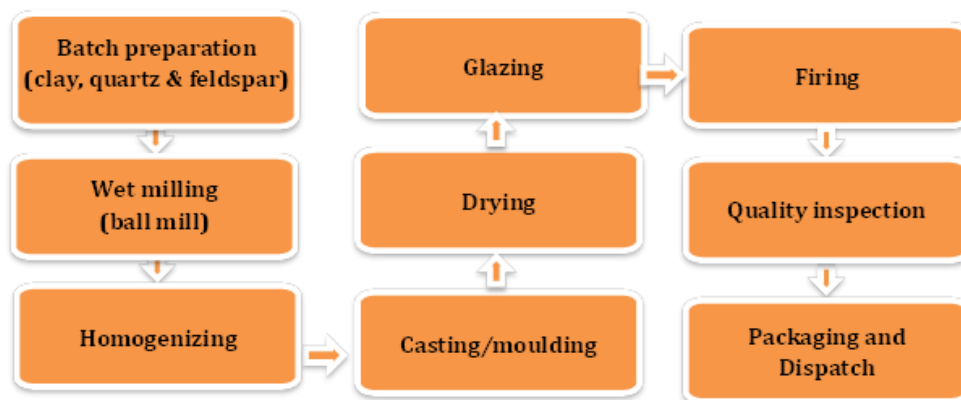 Batch preparation
(clay, quartz & feldspar)
Wet milling
(ball mill)
Homogenizing
Casting/moulding
Drying
Glazing
Firing
Quality inspection
Packaging and
Dispatch